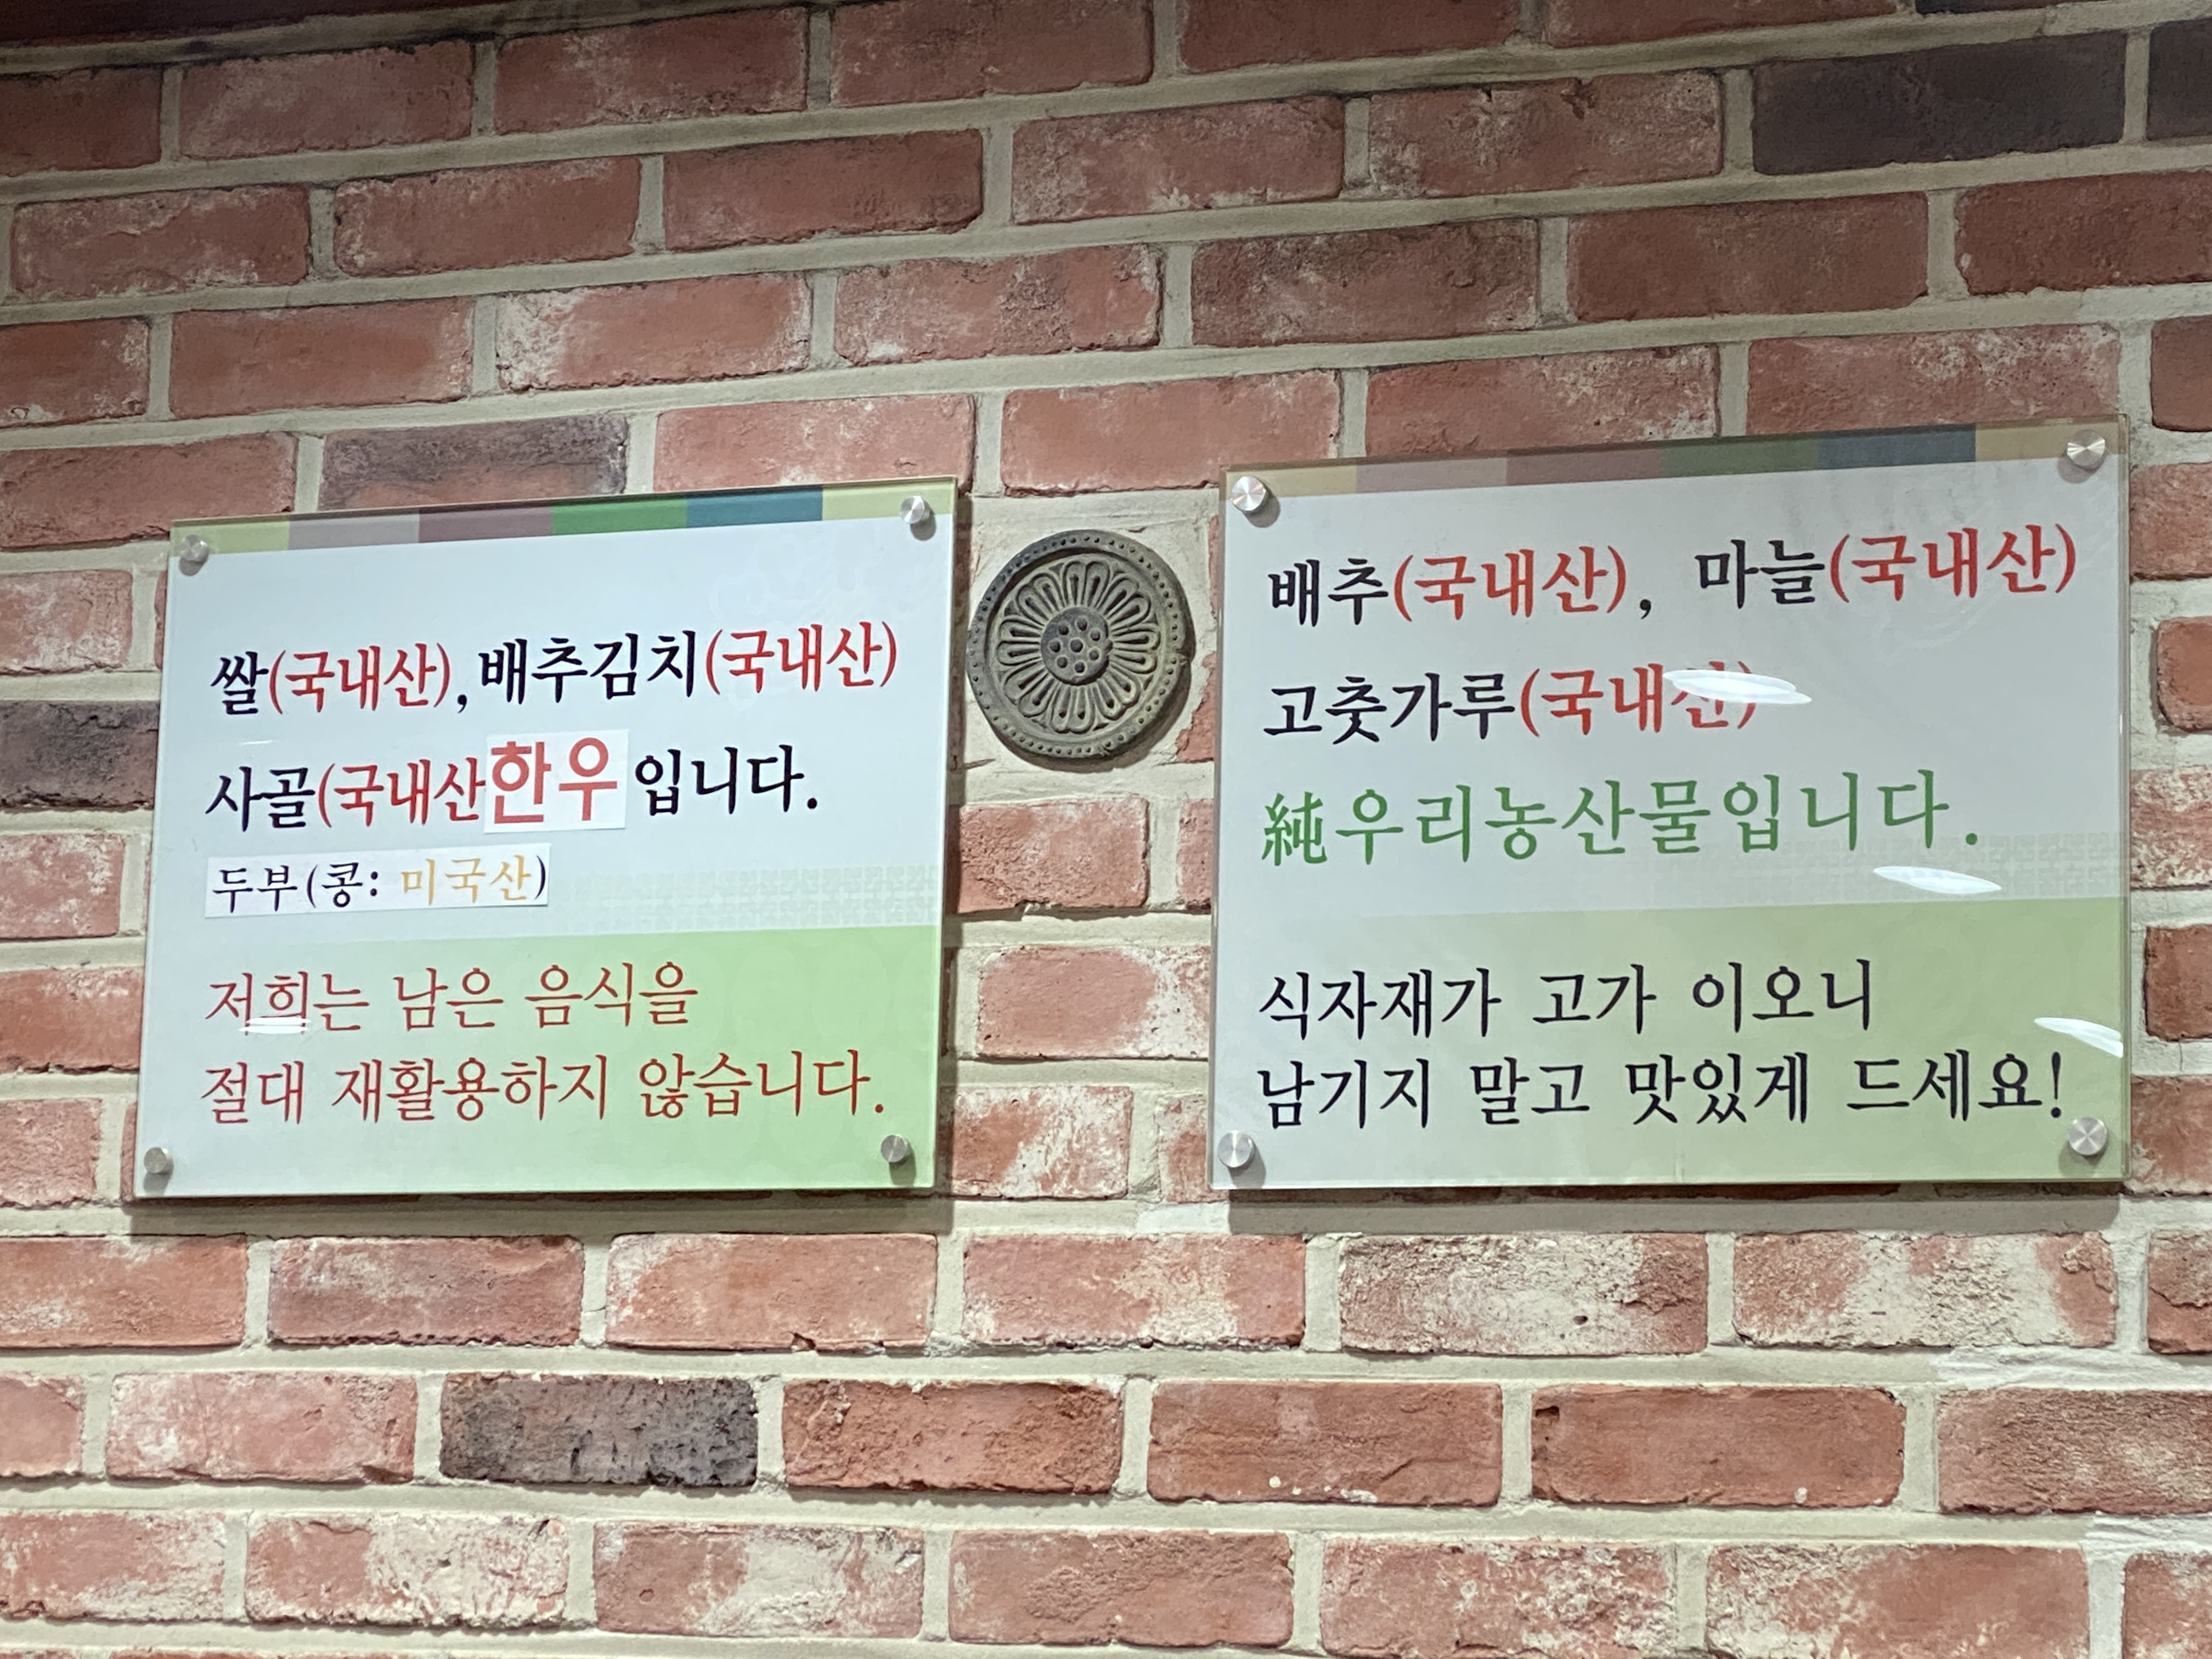 쌀(국내산),배추김치(국내산)
사골(국내산한우입니다.
두부(콩: 미국산)
저희는 남은 음식을
절대 재활용하지 않습니다.
배추(국내산), 마늘(국내산)
고춧가루(국내산)
純우리농산물입니다.
식자재가 고가 이오니
남기지 말고 맛있게 드세요!